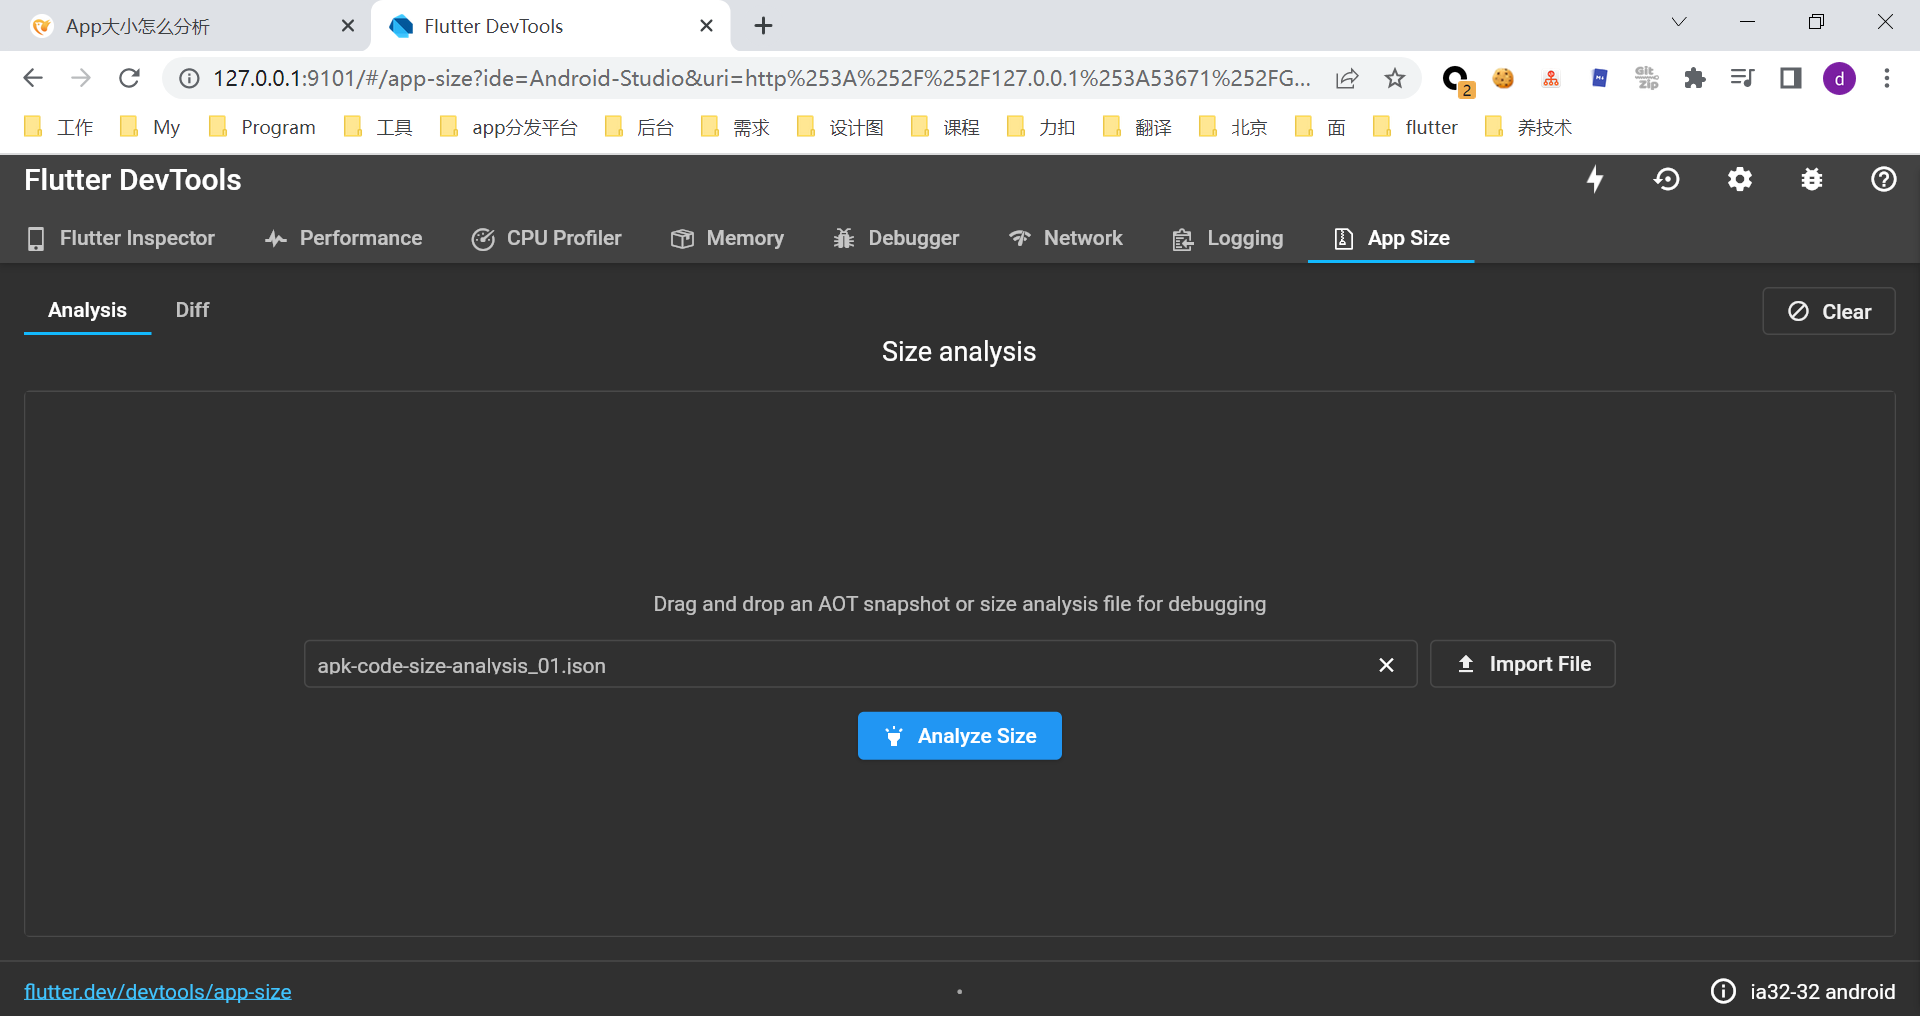 App大小怎么分析
Flutter DevTools
127.0.0.1:9101/#/app-size?ide=Android-Studio&uri=http%253A%252F%252F127.0.0.1%253A53671%252FG...
2
Git
zip
d
工作 My Program 工具 app分发平台 后台 需求 设计图 课程 力扣 翻译 北京 面 flutter 养技术
Flutter DevTools
Flutter Inspector Performance CPU Profiler Memory Debugger Network Logging App Size
Analysis Diff
Clear
Size analysis
Drag and drop an AOT snapshot or size analysis file for debugging
apk-code-size-analysis_01.json
Import File
Analyze Size
flutter.dev/devtools/app-size
•
ia32-32 android